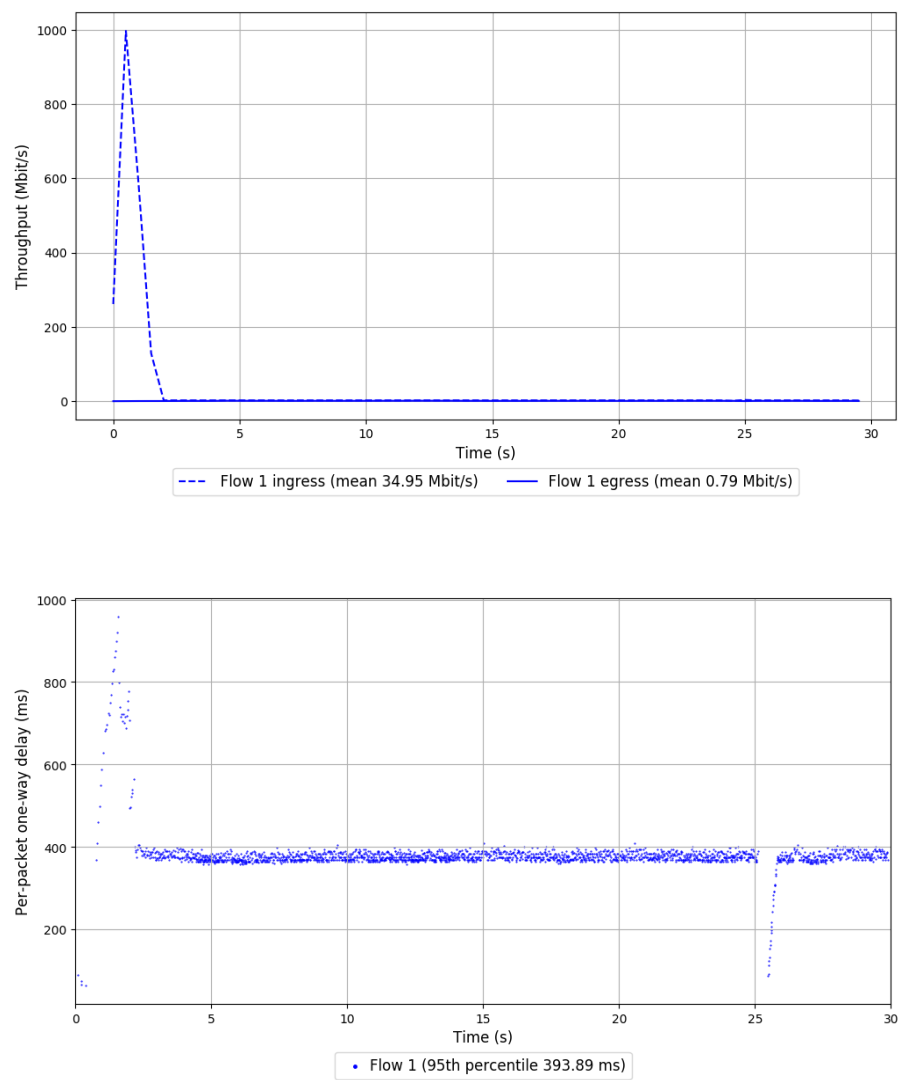 1000
800
600
400
200
0
Throughput (Mbit/s)
0 5 10 15 20 25 30
Time (s)
Flow 1 ingress (mean 34.95 Mbit/s) Flow 1 egress (mean 0.79 Mbit/s)
1000
800
600
400
200
Per-packet one-way delay (ms)
0 5 10 15 20 25 30
Time (s)
Flow 1 (95th percentile 393.89 ms)